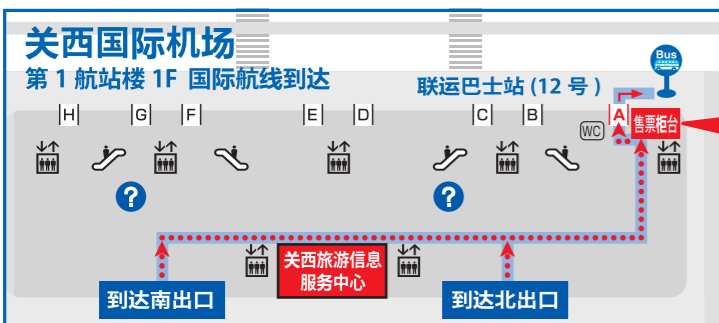 关西国际机场
第 1 航站楼 1F 国际航线到达
Bus
联运巴士站 (12 号)
H
G
F
E
D
C
B
A
WC
售票柜台
?
?
关西旅游信息
服务中心
到达南出口
到达北出口